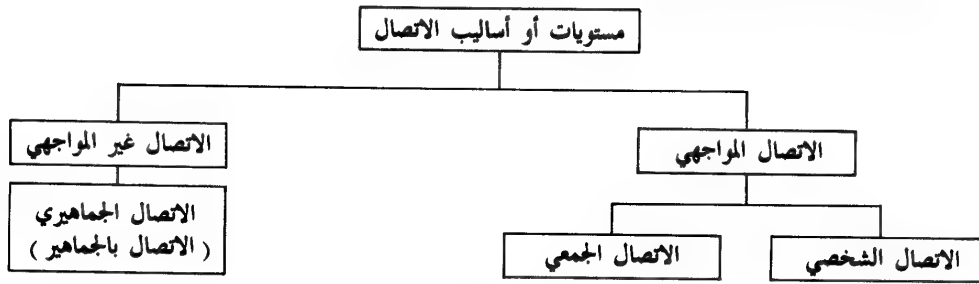 مستويات أو أساليب الاتصال
الاتصال المواجهي
الاتصال غير المواجهي
الاتصال الشخصي
الاتصال الجمعي
الاتصال الجماهيري
( الاتصال بالجماهير )